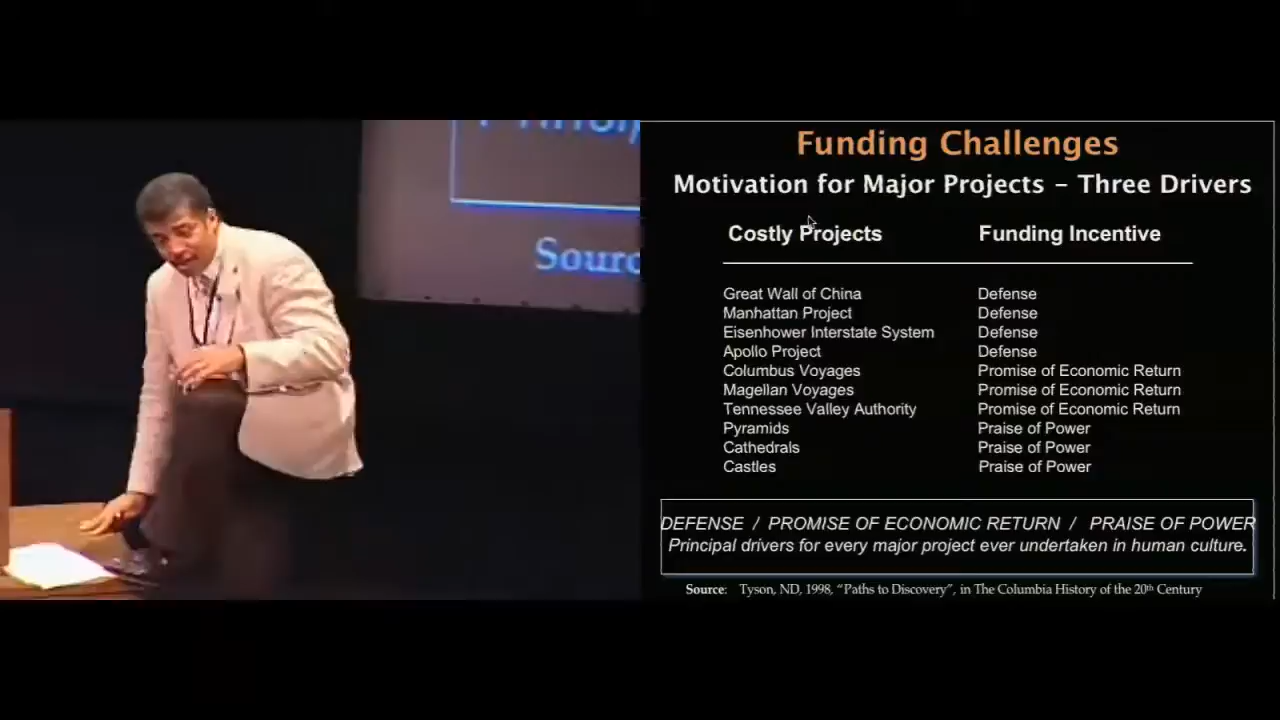 Funding Challenges
Motivation for Major Projects – Three Drivers
Costly Projects Funding Incentive
Great Wall of China Defense
Manhattan Project Defense
Eisenhower Interstate System Defense
Apollo Project Defense
Columbus Voyages Promise of Economic Return
Magellan Voyages Promise of Economic Return
Tennessee Valley Authority Promise of Economic Return
Pyramids Praise of Power
Cathedrals Praise of Power
Castles Praise of Power
DEFENSE / PROMISE OF ECONOMIC RETURN / PRAISE OF POWER
Principal drivers for every major project ever undertaken in human culture.
Source: Tyson, ND, 1998, “Paths to Discovery”, in The Columbia History of the 20th Century